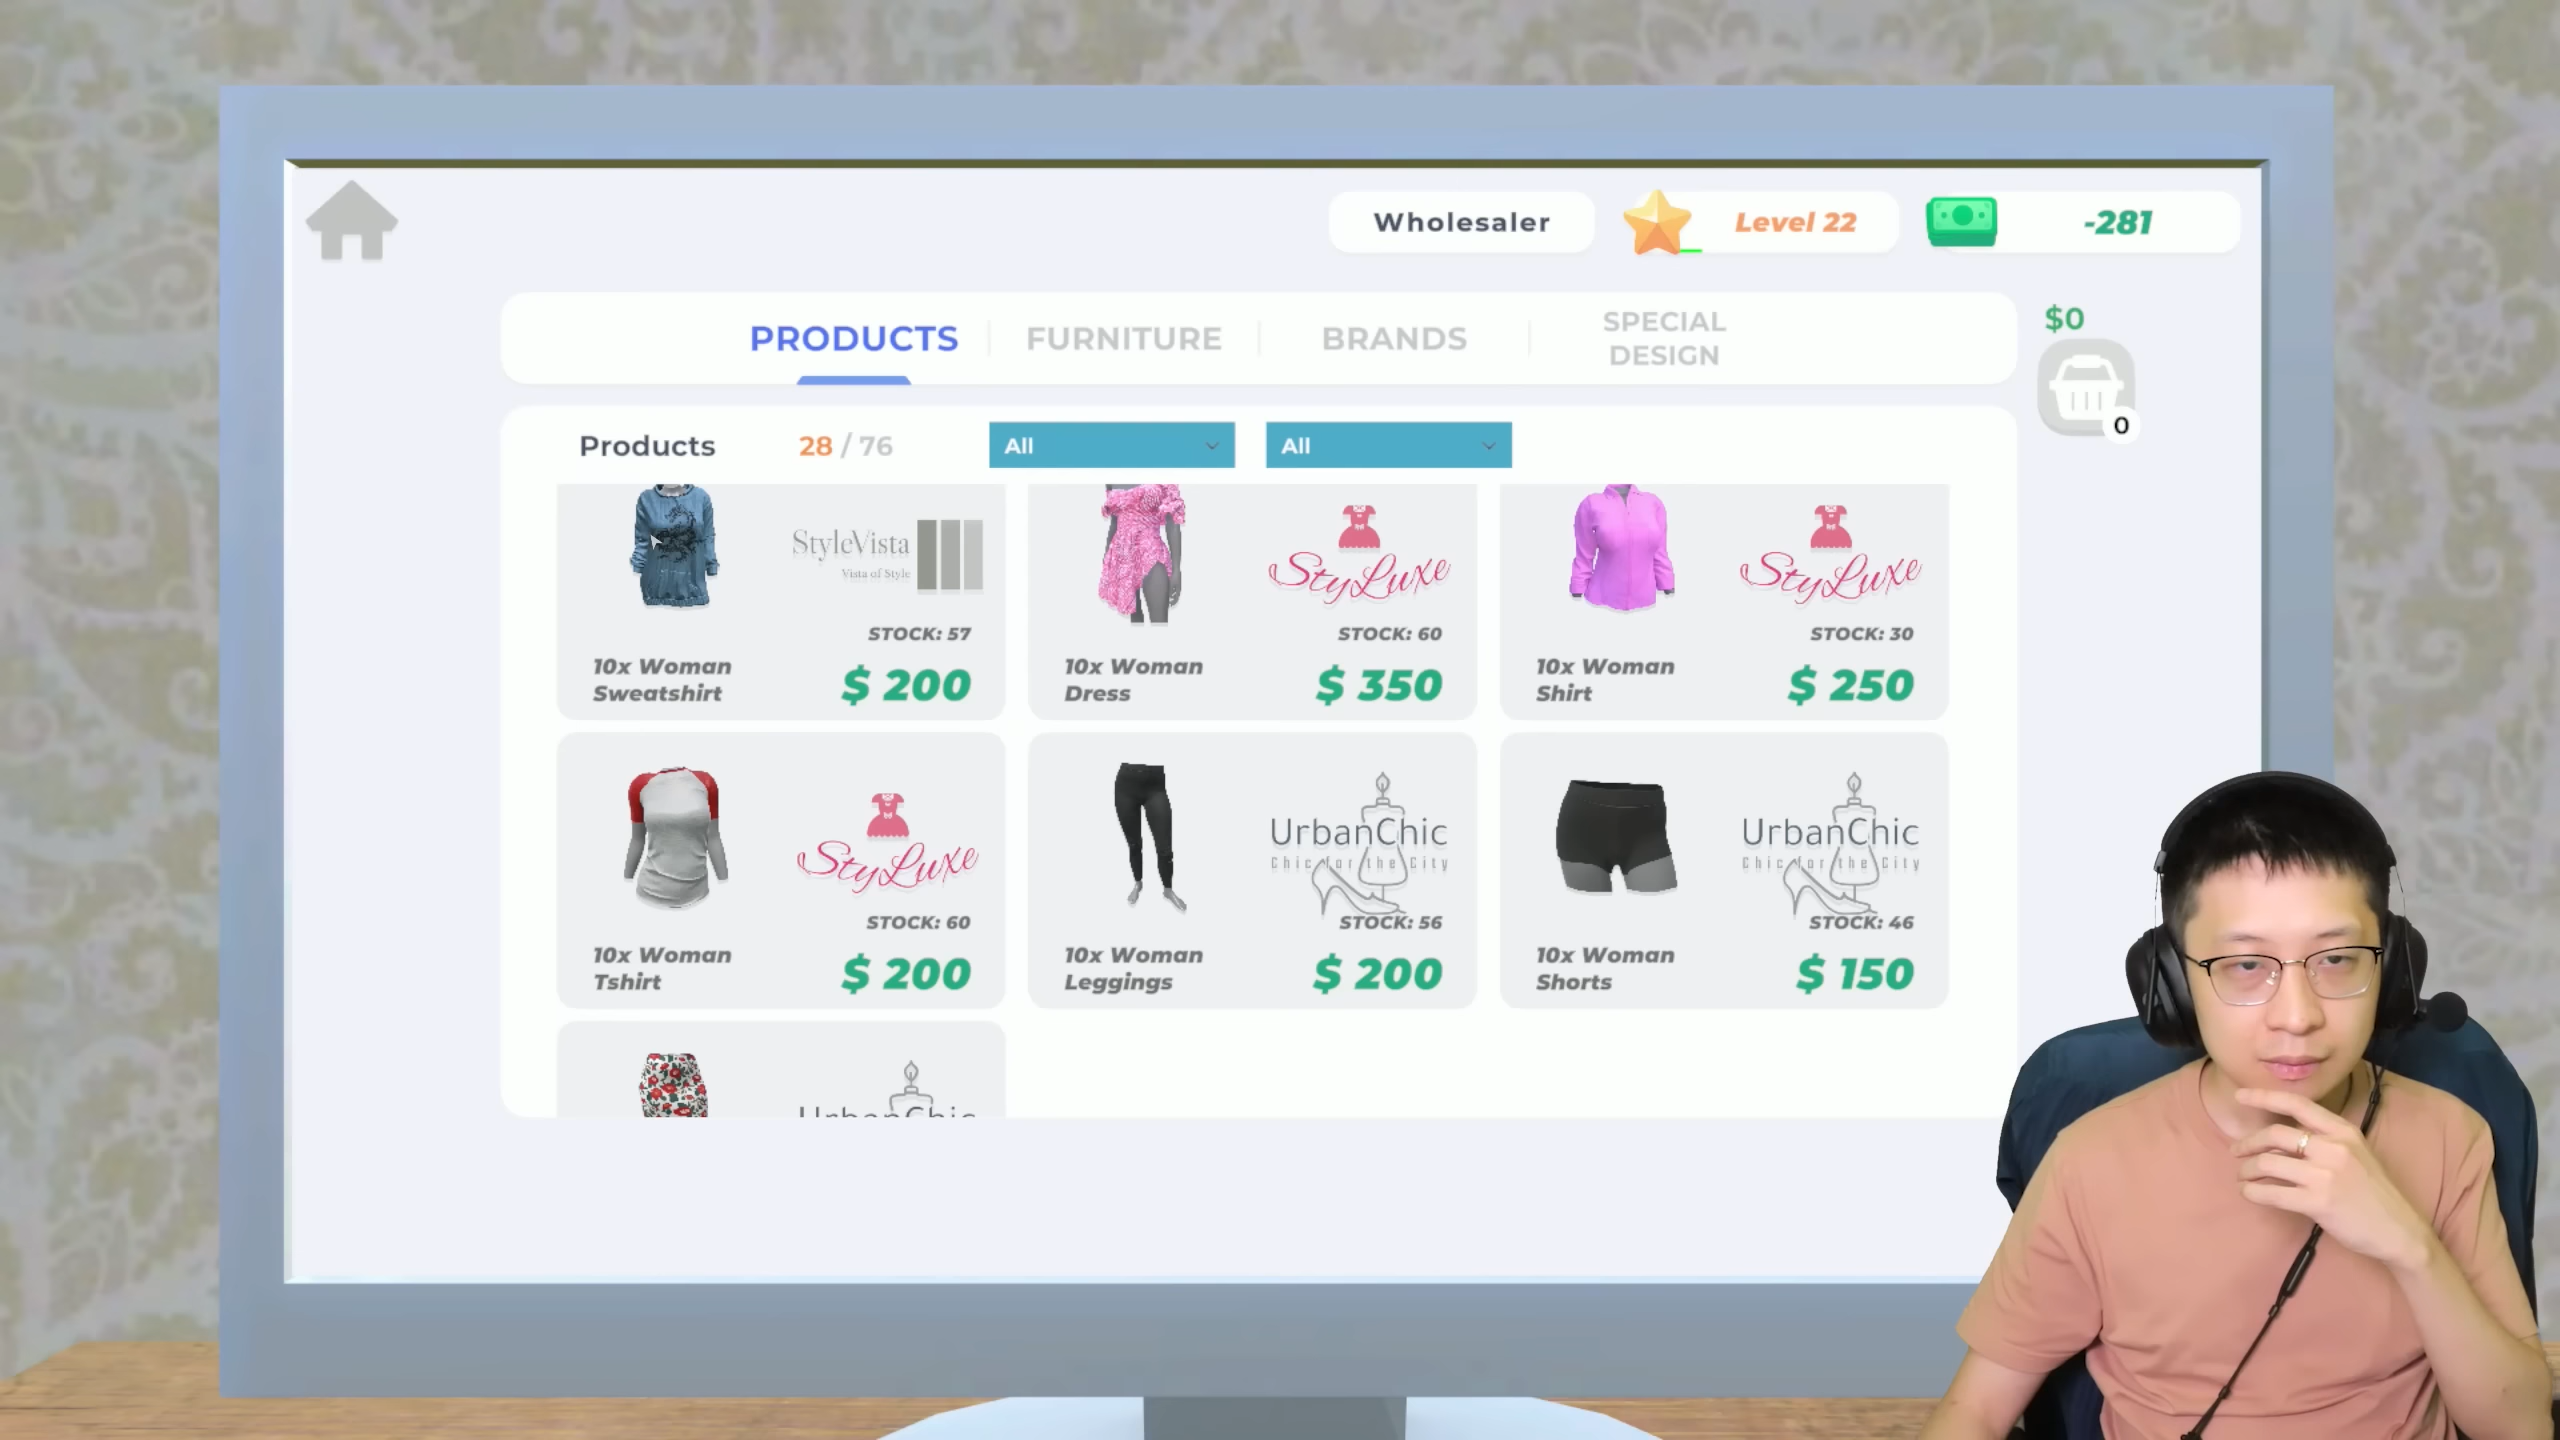 Wholesaler
Level 22
-281
PRODUCTS
FURNITURE
BRANDS
SPECIAL
DESIGN
$0
0
Products
28 / 76
All
All
StyleVista
Vista of Style
STOCK: 57
10x Woman
Sweatshirt
$ 200
StyLuxe
STOCK: 60
10x Woman
Dress
$ 350
StyLuxe
STOCK: 30
10x Woman
Shirt
$ 250
StyLuxe
STOCK: 60
10x Woman
Tshirt
$ 200
UrbanChic
Chic for the City
STOCK: 56
10x Woman
Leggings
$ 200
UrbanChic
Chic for the City
STOCK: 46
10x Woman
Shorts
$ 150
UrbanChic